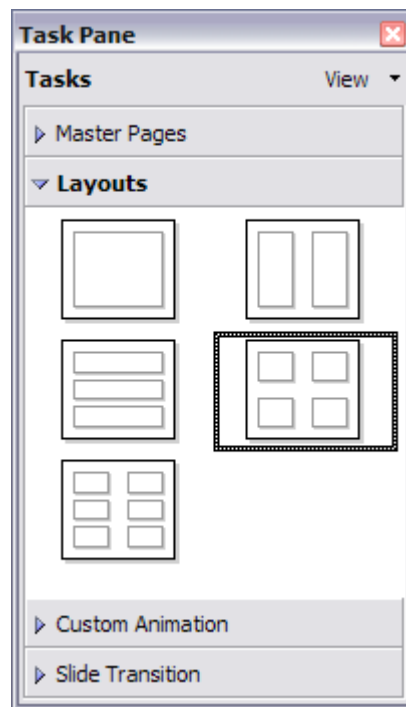 Task Pane
Tasks View
Master Pages
Layouts
Custom Animation
Slide Transition